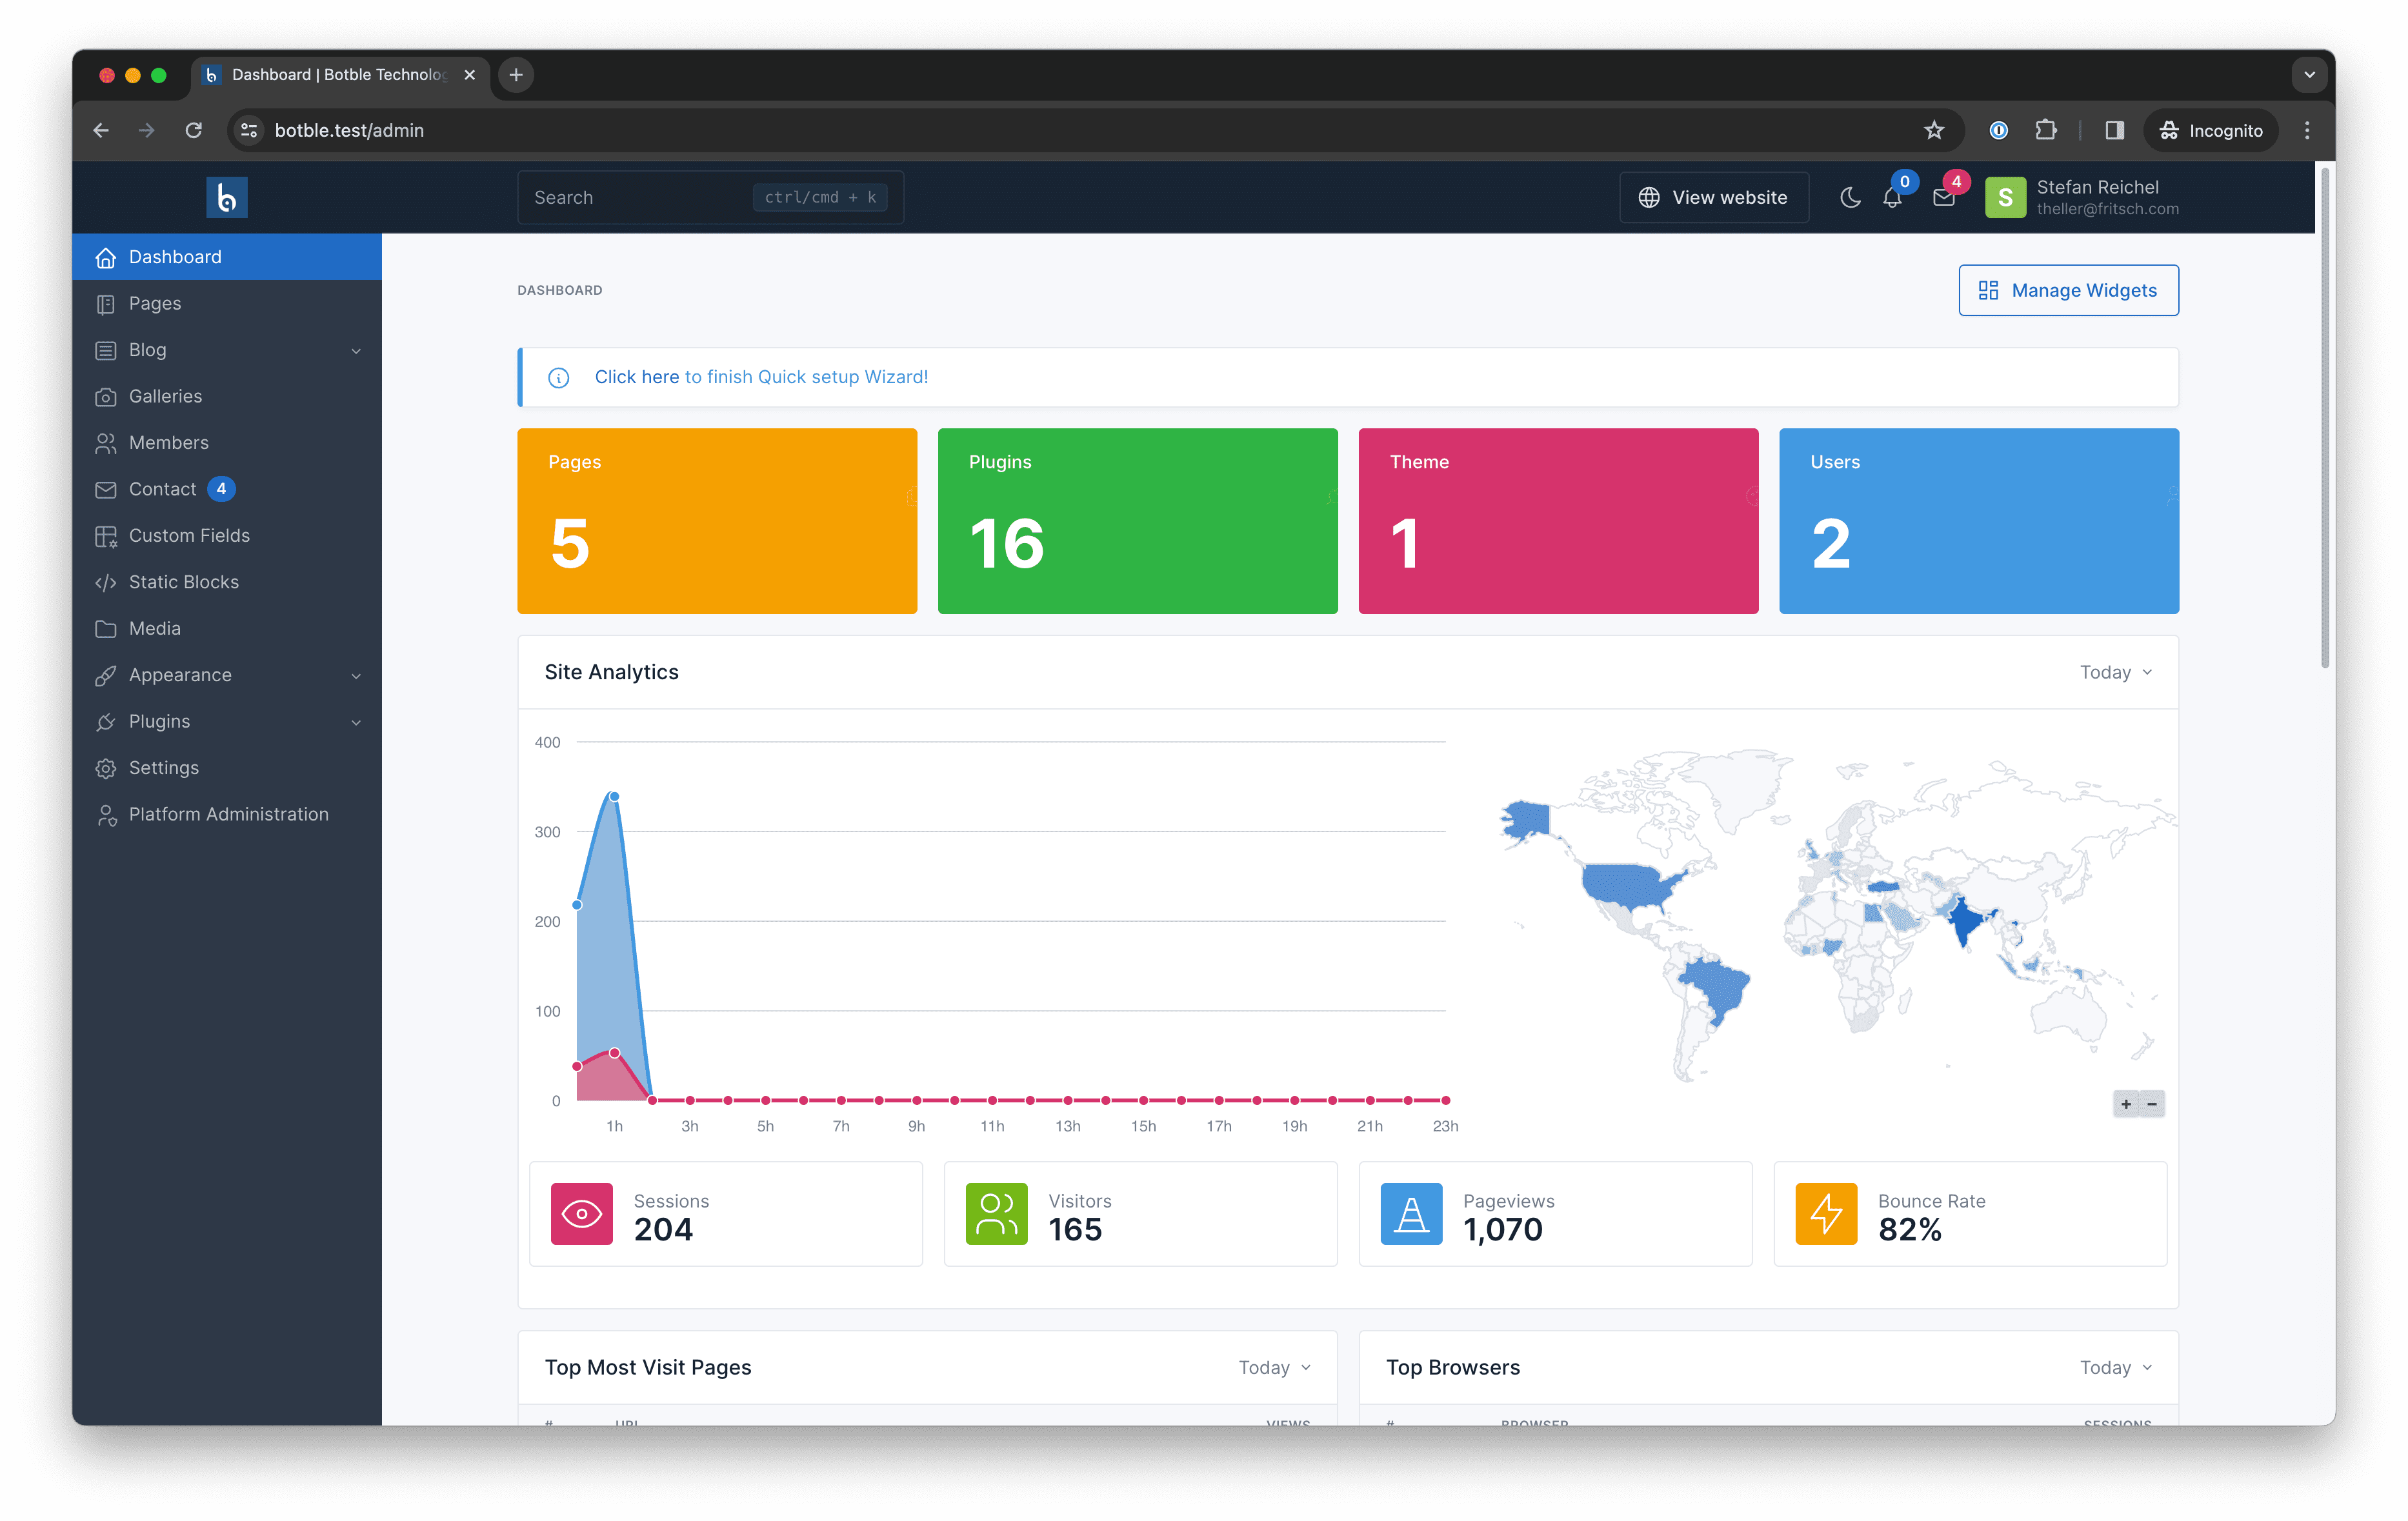 Dashboard | Botble Technolog
botble.test/admin
Incognito
Search
ctrl/cmd + k
View website
0
4
S
Stefan Reichel
theller@fritsch.com
Dashboard
Pages
Blog
Galleries
Members
Contact 4
Custom Fields
Static Blocks
Media
Appearance
Plugins
Settings
Platform Administration
DASHBOARD
Manage Widgets
Click here to finish Quick setup Wizard!
Pages
5
Plugins
16
Theme
1
Users
2
Site Analytics
Today
400
300
200
100
0
1h 3h 5h 7h 9h 11h 13h 15h 17h 19h 21h 23h
+ −
Sessions
204
Visitors
165
Pageviews
1,070
Bounce Rate
82%
Top Most Visit Pages
Today
# URL VIEWS
Top Browsers
Today
# BROWSER SESSIONS